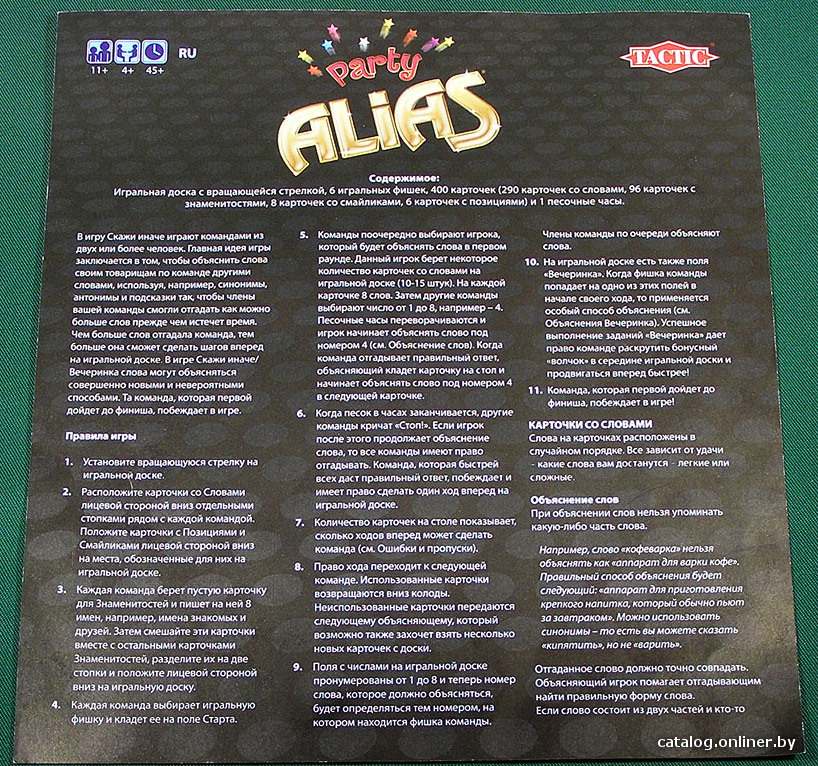 11+ 4+ 45+ RU
Party
ALIAS
TACTIC
Содержимое:
Игральная доска с вращающейся стрелкой, 6 игральных фишек, 400 карточек (290 карточек со словами, 96 карточек с
знаменитостями, 8 карточек со смайликами, 6 карточек с позициями) и 1 песочные часы.
В игру Скажи иначе играют командами из
двух или более человек. Главная идея игры
заключается в том, чтобы объяснить слова
своим товарищам по команде другими
словами, используя, например, синонимы,
антонимы и подсказки так, чтобы члены
вашей команды смогли отгадать как можно
больше слов прежде чем истечет время.
Чем больше слов отгадала команда, тем
больше она сможет сделать шагов вперед
на игральной доске. В игре Скажи иначе/
Вечеринка слова могут объясняться
совершенно новыми и невероятными
способами. Та команда, которая первой
дойдет до финиша, побеждает в игре.
Правила игры
1. Установите вращающуюся стрелку на
игральной доске.
2. Расположите карточки со Словами
лицевой стороной вниз отдельными
стопками рядом с каждой командой.
Положите карточки с Позициями и
Смайликами лицевой стороной вниз
на места, обозначенные для них на
игральной доске.
3. Каждая команда берет пустую карточку
для Знаменитостей и пишет на ней 8
имен, например, имена знакомых и
друзей. Затем смешайте эти карточки
вместе с остальными карточками
Знаменитостей, разделите их на две
стопки и положите лицевой стороной
вниз на игральную доску.
4. Каждая команда выбирает игральную
фишку и кладет ее на поле Старта.
5. Команды поочередно выбирают игрока,
который будет объяснять слова в первом
раунде. Данный игрок берет некоторое
количество карточек со словами на
игральной доске (10-15 штук). На каждой
карточке 8 слов. Затем другие команды
выбирают число от 1 до 8, например – 4.
Песочные часы переворачиваются и
игрок начинает объяснять слово под
номером 4 (см. Объяснение слов). Когда
команда отгадывает правильный ответ,
объясняющий кладет карточку на стол и
начинает объяснять слово под номером 4
в следующей карточке.
6. Когда песок в часах заканчивается, другие
команды кричат «Стоп!». Если игрок
после этого продолжает объяснение
слова, то все команды имеют право
отгадывать. Команда, которая быстрей
всех даст правильный ответ, побеждает и
имеет право сделать один ход вперед на
игральной доске.
7. Количество карточек на столе показывает,
сколько ходов вперед может сделать
команда (см. Ошибки и пропуски).
8. Право хода переходит к следующей
команде. Использованные карточки
возвращаются вниз колоды.
Неиспользованные карточки передаются
следующему объясняющему, который
возможно также захочет взять несколько
новых карточек с доски.
9. Поля с числами на игральной доске
пронумерованы от 1 до 8 и теперь номер
слова, которое должно объясняться,
будет определяться тем номером, на
котором находится фишка команды.
Члены команды по очереди объясняют
слова.
10. На игральной доске есть также поля
«Вечеринка». Когда фишка команды
попадает на одно из этих полей в
начале своего хода, то применяется
особый способ объяснения (см.
Объяснения Вечеринка). Успешное
выполнение заданий «Вечеринка» дает
право команде раскрутить бонусный
«волчок» в середине игральной доски и
продвигаться вперед быстрее!
11. Команда, которая первой дойдет до
финиша, побеждает в игре!
КАРТОЧКИ СО СЛОВАМИ
Слова на карточках расположены в
случайном порядке. Все зависит от удачи
- какие слова вам достанутся – легкие или
сложные.
Объяснение слов
При объяснении слов нельзя упоминать
какую-либо часть слова.
Например, слово «кофеварка» нельзя
объяснять как «аппарат для варки кофе».
Правильный способ объяснения будет
следующий: «аппарат для приготовления
крепкого напитка, который обычно пьют
за завтраком». Можно использовать
синонимы – то есть вы можете сказать
«кипятить», но не «варить».
Отгаданное слово должно точно совпадать.
Объясняющий игрок помогает отгадывающим
найти правильную форму слова.
Если слово состоит из двух частей и кто-то
catalog.onliner.by